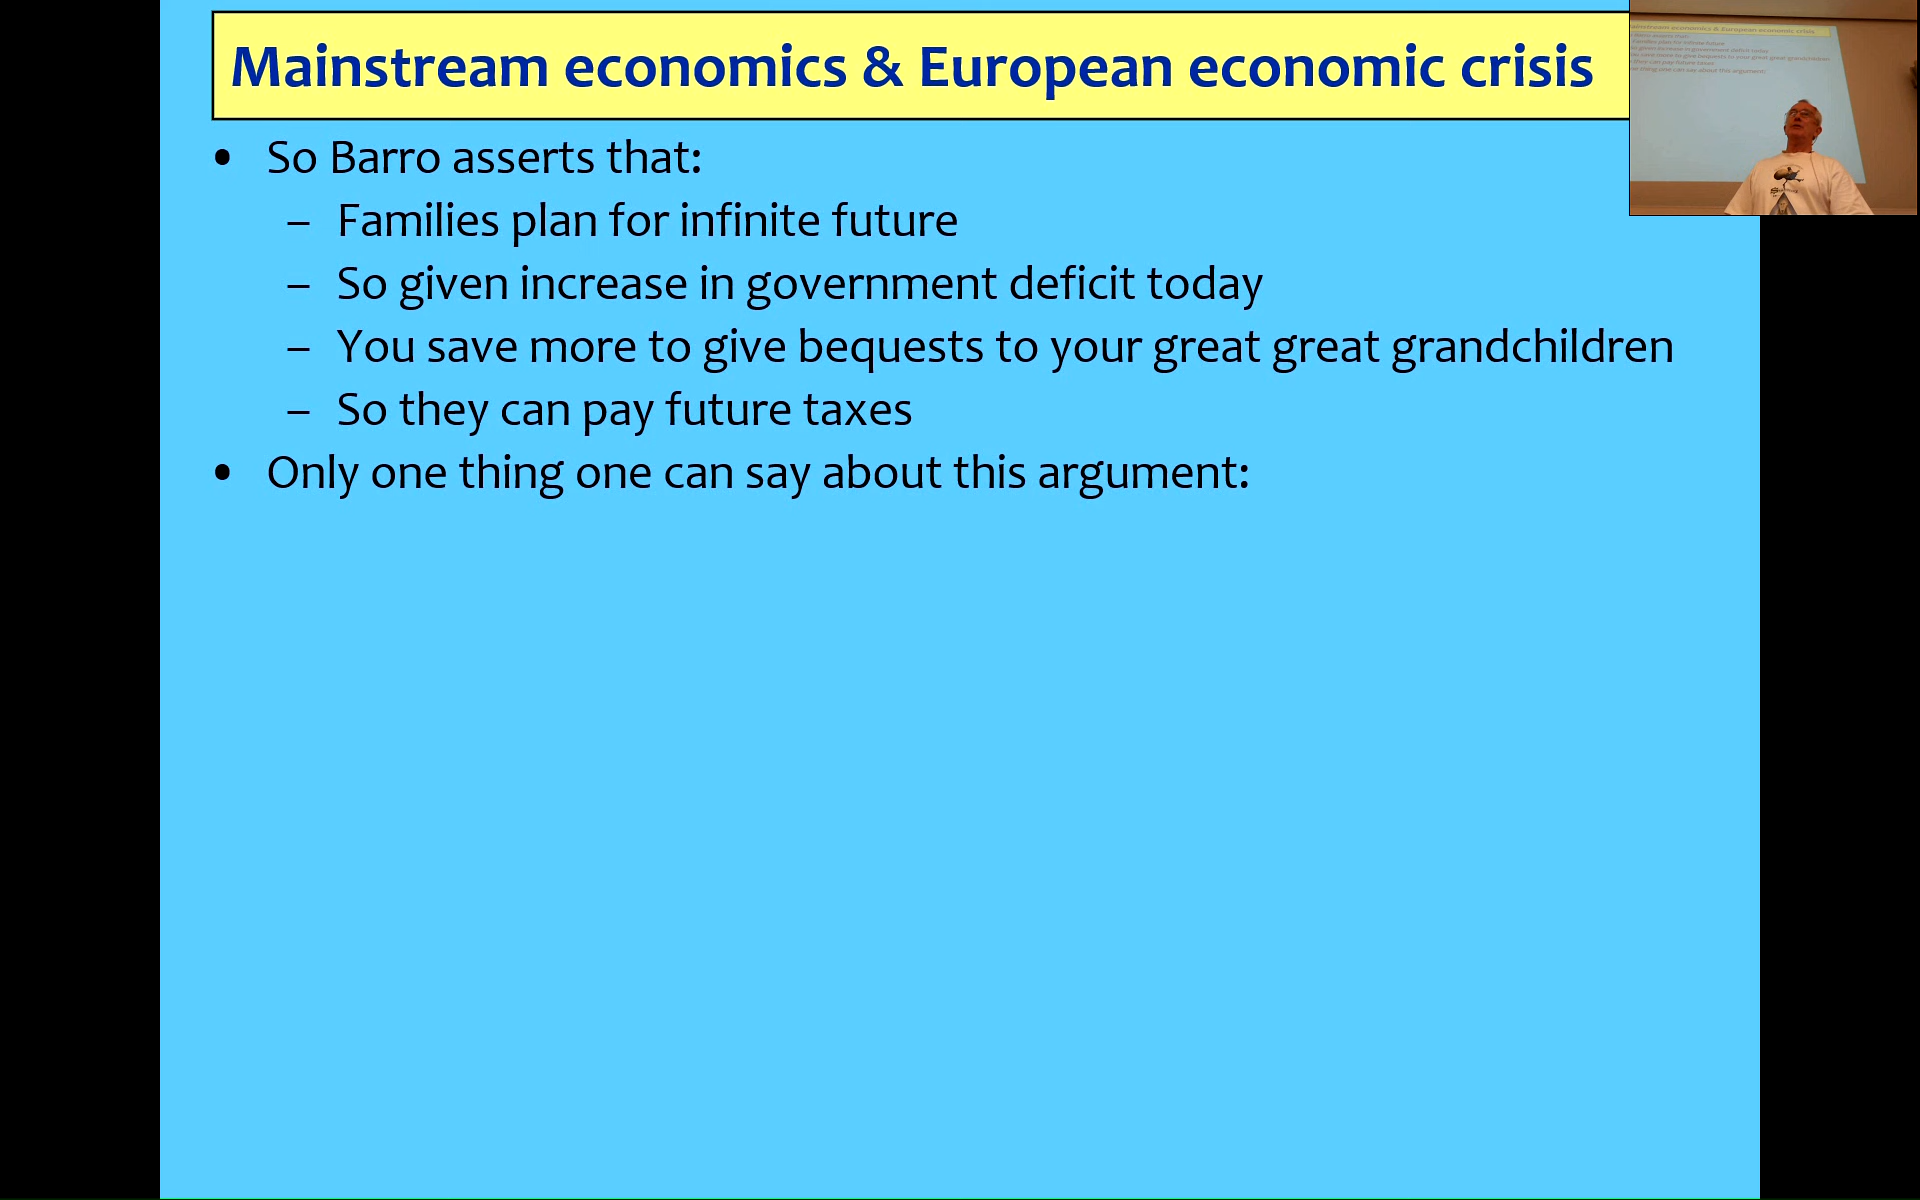 Mainstream economics & European economic crisis
• So Barro asserts that:
– Families plan for infinite future
– So given increase in government deficit today
– You save more to give bequests to your great great grandchildren
– So they can pay future taxes
• Only one thing one can say about this argument: